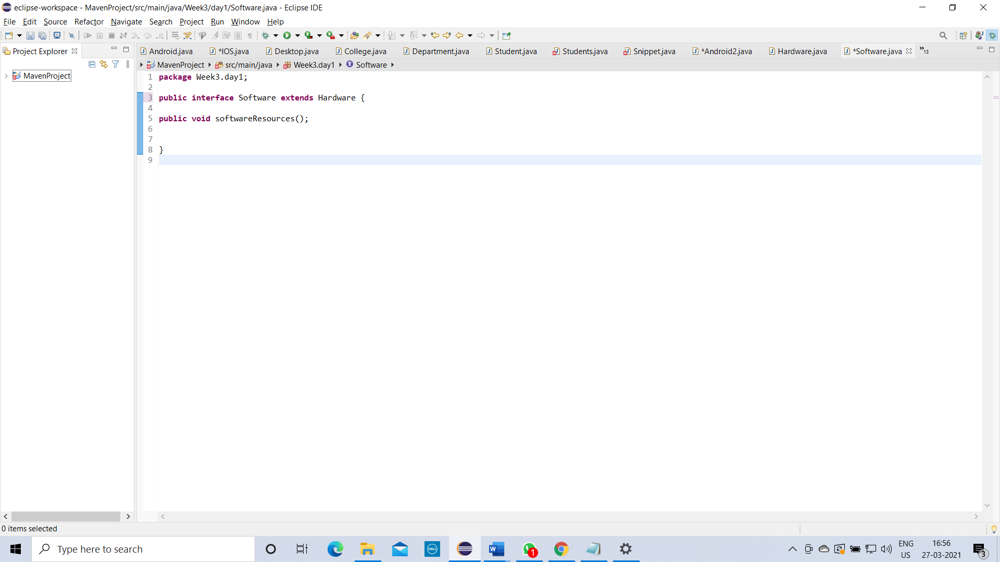 eclipse-workspace - MavenProject/src/main/java/Week3/day1/Software.java - Eclipse IDE
File Edit Source Refactor Navigate Search Project Run Window Help
Project Explorer
Android.java *IOS.java Desktop.java College.java Department.java Student.java Students.java Snippet.java *Android2.java Hardware.java *Software.java »13
MavenProject src/main/java Week3.day1 Software
MavenProject
1 package Week3.day1;
2
3 public interface Software extends Hardware {
4
5 public void softwareResources();
6
7
8 }
9
0 items selected
Type here to search
DELL
W
1
ENG
US
16:56
27-03-2021
3